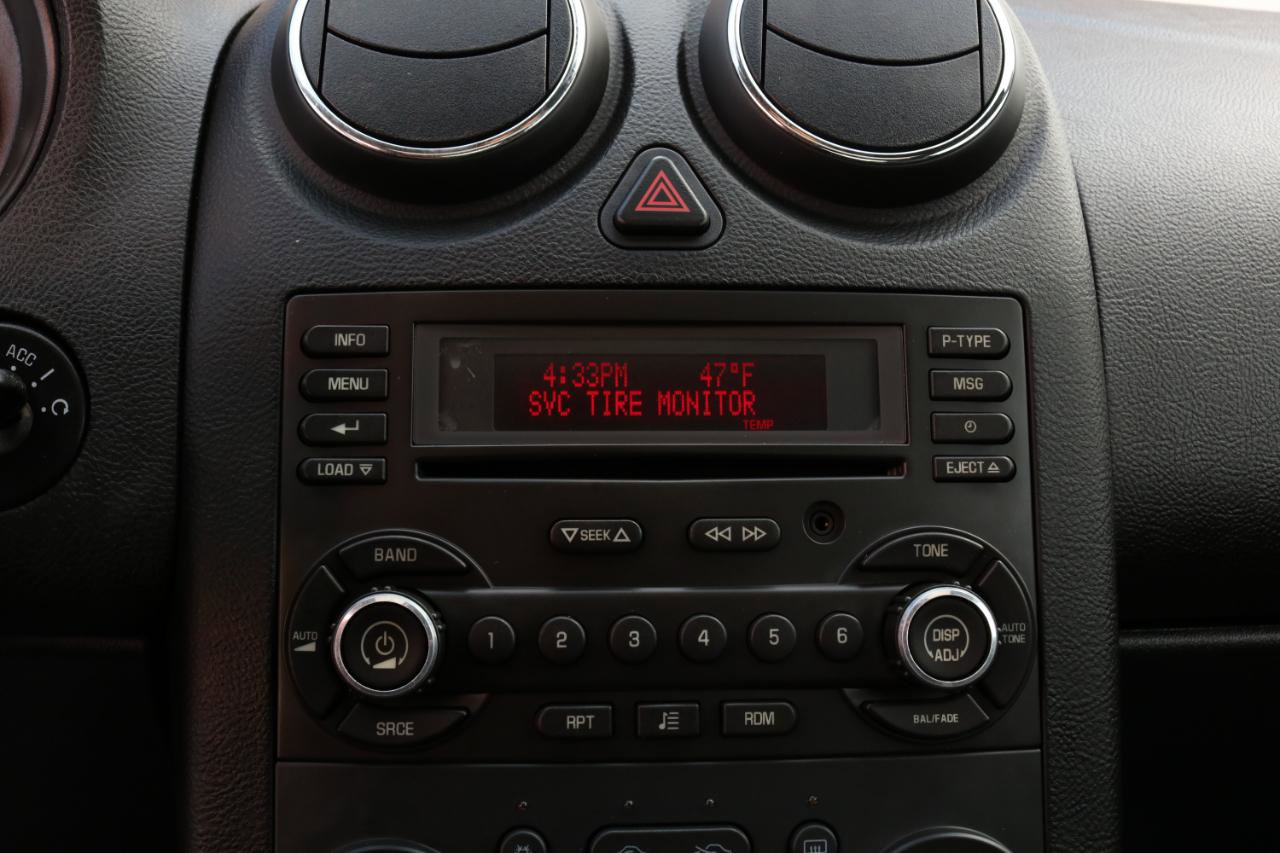 ACC
INFO
P-TYPE
4:33PM 47°F
MENU
MSG
SVC TIRE MONITOR
TEMP
LOAD
EJECT
SEEK
BAND
TONE
AUTO
1 2 3 4 5 6
DISP
ADJ
AUTO
TONE
SRCE
RPT
RDM
BAL/FADE